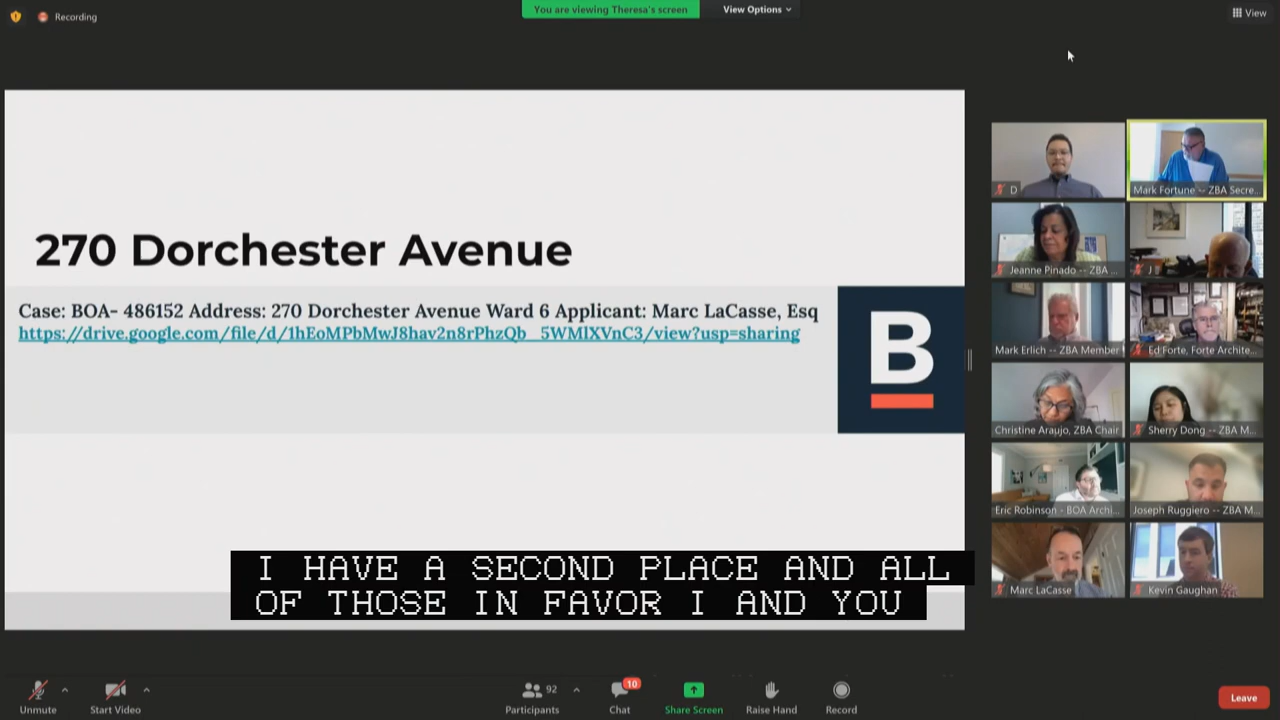 Recording
You are viewing Theresa's screen
View Options
View
270 Dorchester Avenue
Case: BOA- 486152 Address: 270 Dorchester Avenue Ward 6 Applicant: Marc LaCasse, Esq
https://drive.google.com/file/d/1hEoMPbMwJ8hav2n8rPhzQb_5WMlXVnC3/view?usp=sharing
B
D
Mark Fortune -- ZBA Secre...
Jeanne Pinado -- ZBA ...
J
Mark Erlich -- ZBA Member
Ed Forte, Forte Archite...
Christine Araujo, ZBA Chair
Sherry Dong -- ZBA M...
Eric Robinson - BOA Archi...
Joseph Ruggiero -- ZBA M...
Marc LaCasse
Kevin Gaughan
I HAVE A SECOND PLACE AND ALL
OF THOSE IN FAVOR I AND YOU
Unmute
Start Video
92
Participants
10
Chat
Share Screen
Raise Hand
Record
Leave